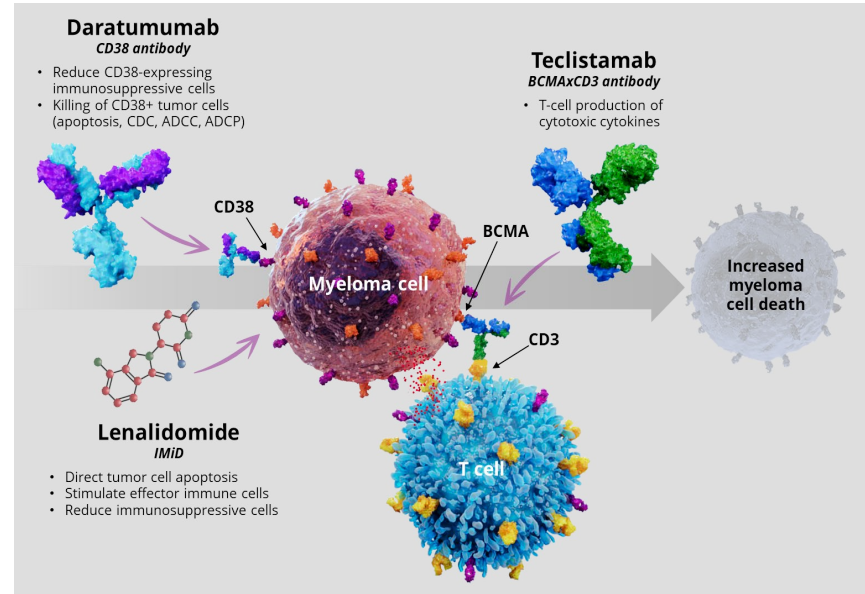 Daratumumab
CD38 antibody
• Reduce CD38-expressing
immunosuppressive cells
• Killing of CD38+ tumor cells
(apoptosis, CDC, ADCC, ADCP)
Teclistamab
BCMAxCD3 antibody
• T-cell production of
cytotoxic cytokines
CD38
BCMA
Myeloma cell
Increased
myeloma
cell death
CD3
Lenalidomide
IMiD
• Direct tumor cell apoptosis
• Stimulate effector immune cells
• Reduce immunosuppressive cells
T cell